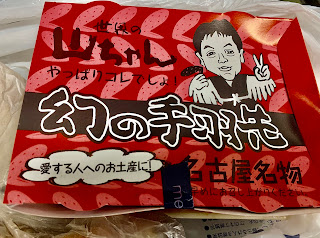 世界の
山ちゃん
やっぱりコレでしょ!
幻の手羽先
愛する人へのお土産に!
名古屋名物
me